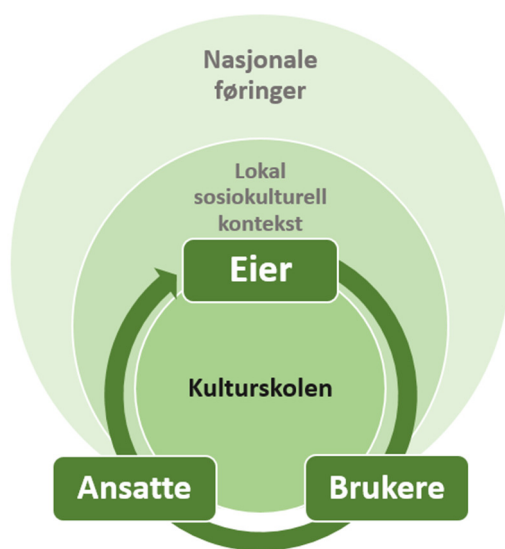 Nasjonale
føringer
Lokal
sosiokulturell
kontekst
Eier
Kulturskolen
Ansatte
Brukere